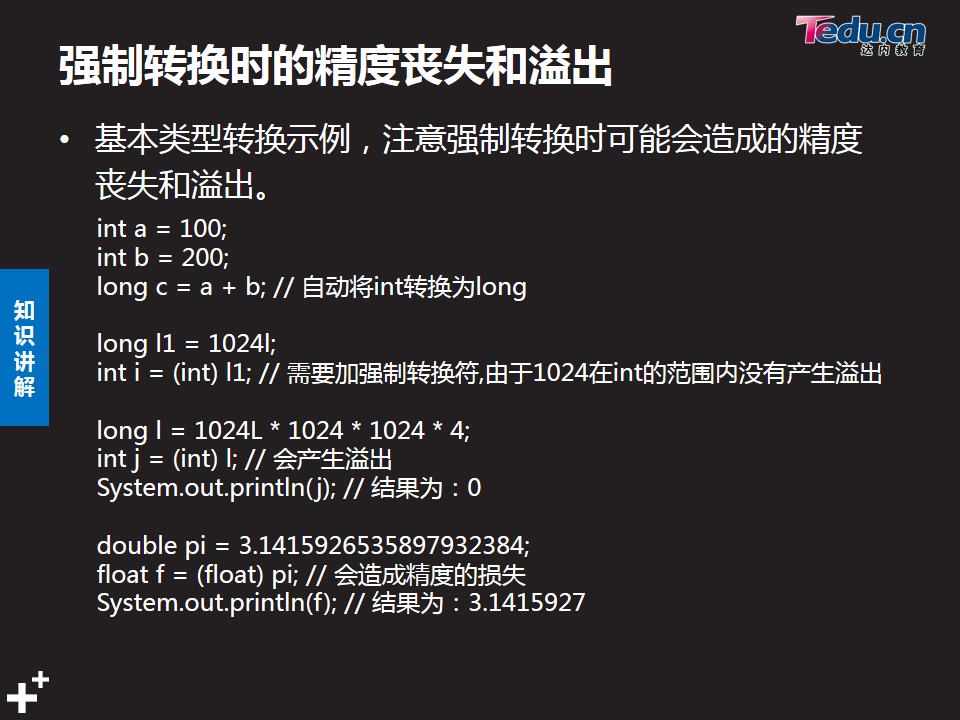 Tedu.cn
达内教育
强制转换时的精度丧失和溢出
• 基本类型转换示例，注意强制转换时可能会造成的精度
丧失和溢出。
int a = 100;
int b = 200;
long c = a + b; // 自动将int转换为long
long l1 = 1024l;
int i = (int) l1; // 需要加强制转换符,由于1024在int的范围内没有产生溢出
long l = 1024L * 1024 * 1024 * 4;
int j = (int) l; // 会产生溢出
System.out.println(j); // 结果为：0
double pi = 3.1415926535897932384;
float f = (float) pi; // 会造成精度的损失
System.out.println(f); // 结果为：3.1415927
知
识
讲
解